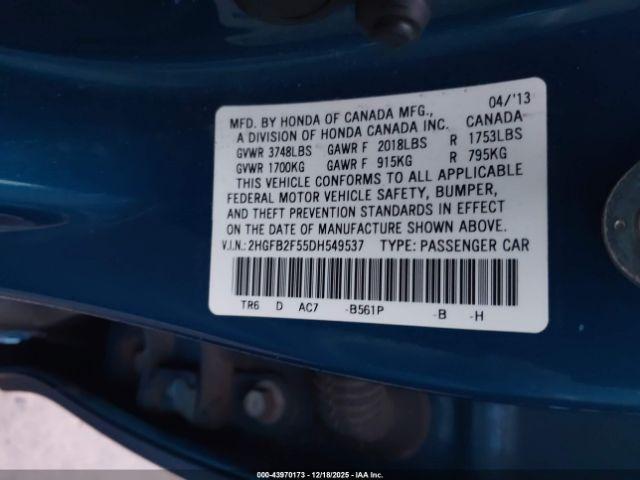 04/'13
MFD. BY HONDA OF CANADA MFG., CANADA
A DIVISION OF HONDA CANADA INC.
GVWR 3748LBS GAWR F 2018LBS R 1753LBS
GVWR 1700KG GAWR F 915KG R 795KG
THIS VEHICLE CONFORMS TO ALL APPLICABLE
FEDERAL MOTOR VEHICLE SAFETY, BUMPER,
AND THEFT PREVENTION STANDARDS IN EFFECT
ON THE DATE OF MANUFACTURE SHOWN ABOVE.
V.I.N.: 2HGFB2F55DH549537 TYPE: PASSENGER CAR
TR6 D AC7 -B561P -B -H
000-43970173 - 12/18/2025 - IAA Inc.